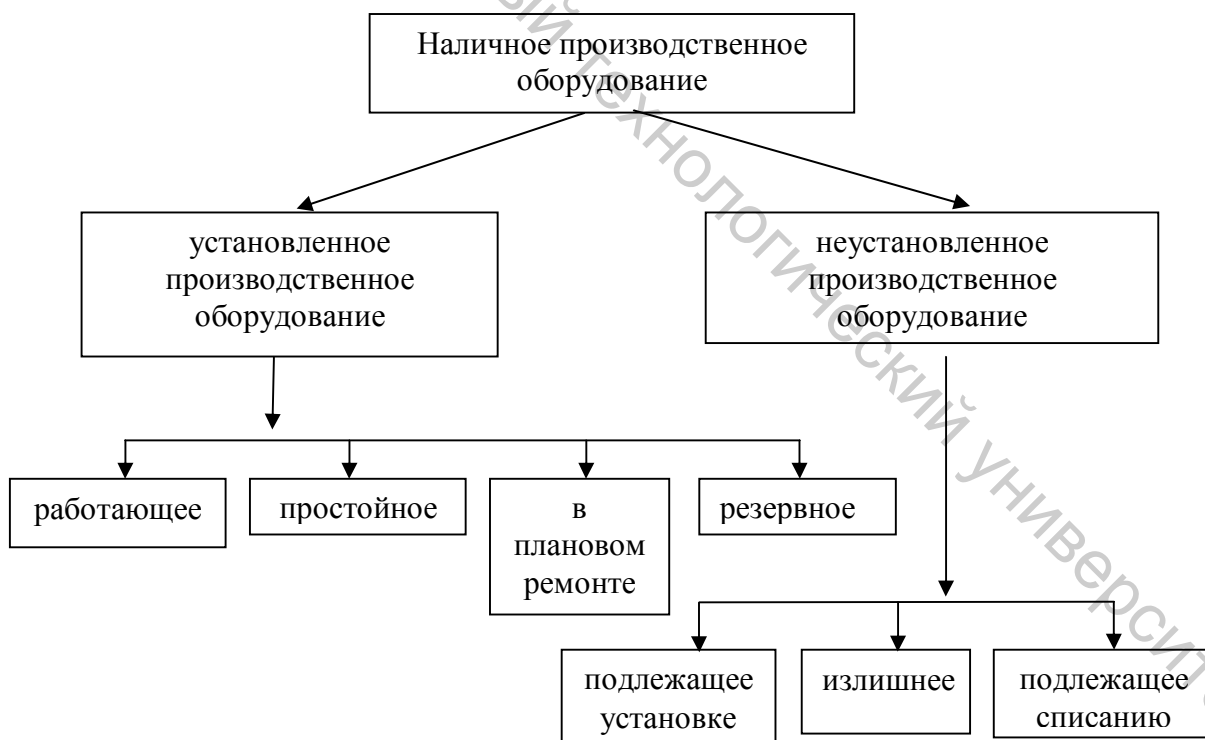 Наличное производственное
оборудование
установленное
производственное
оборудование
неустановленное
производственное
оборудование
работающее
простойное
в
плановом
ремонте
резервное
подлежащее
установке
излишнее
подлежащее
списанию
технологический